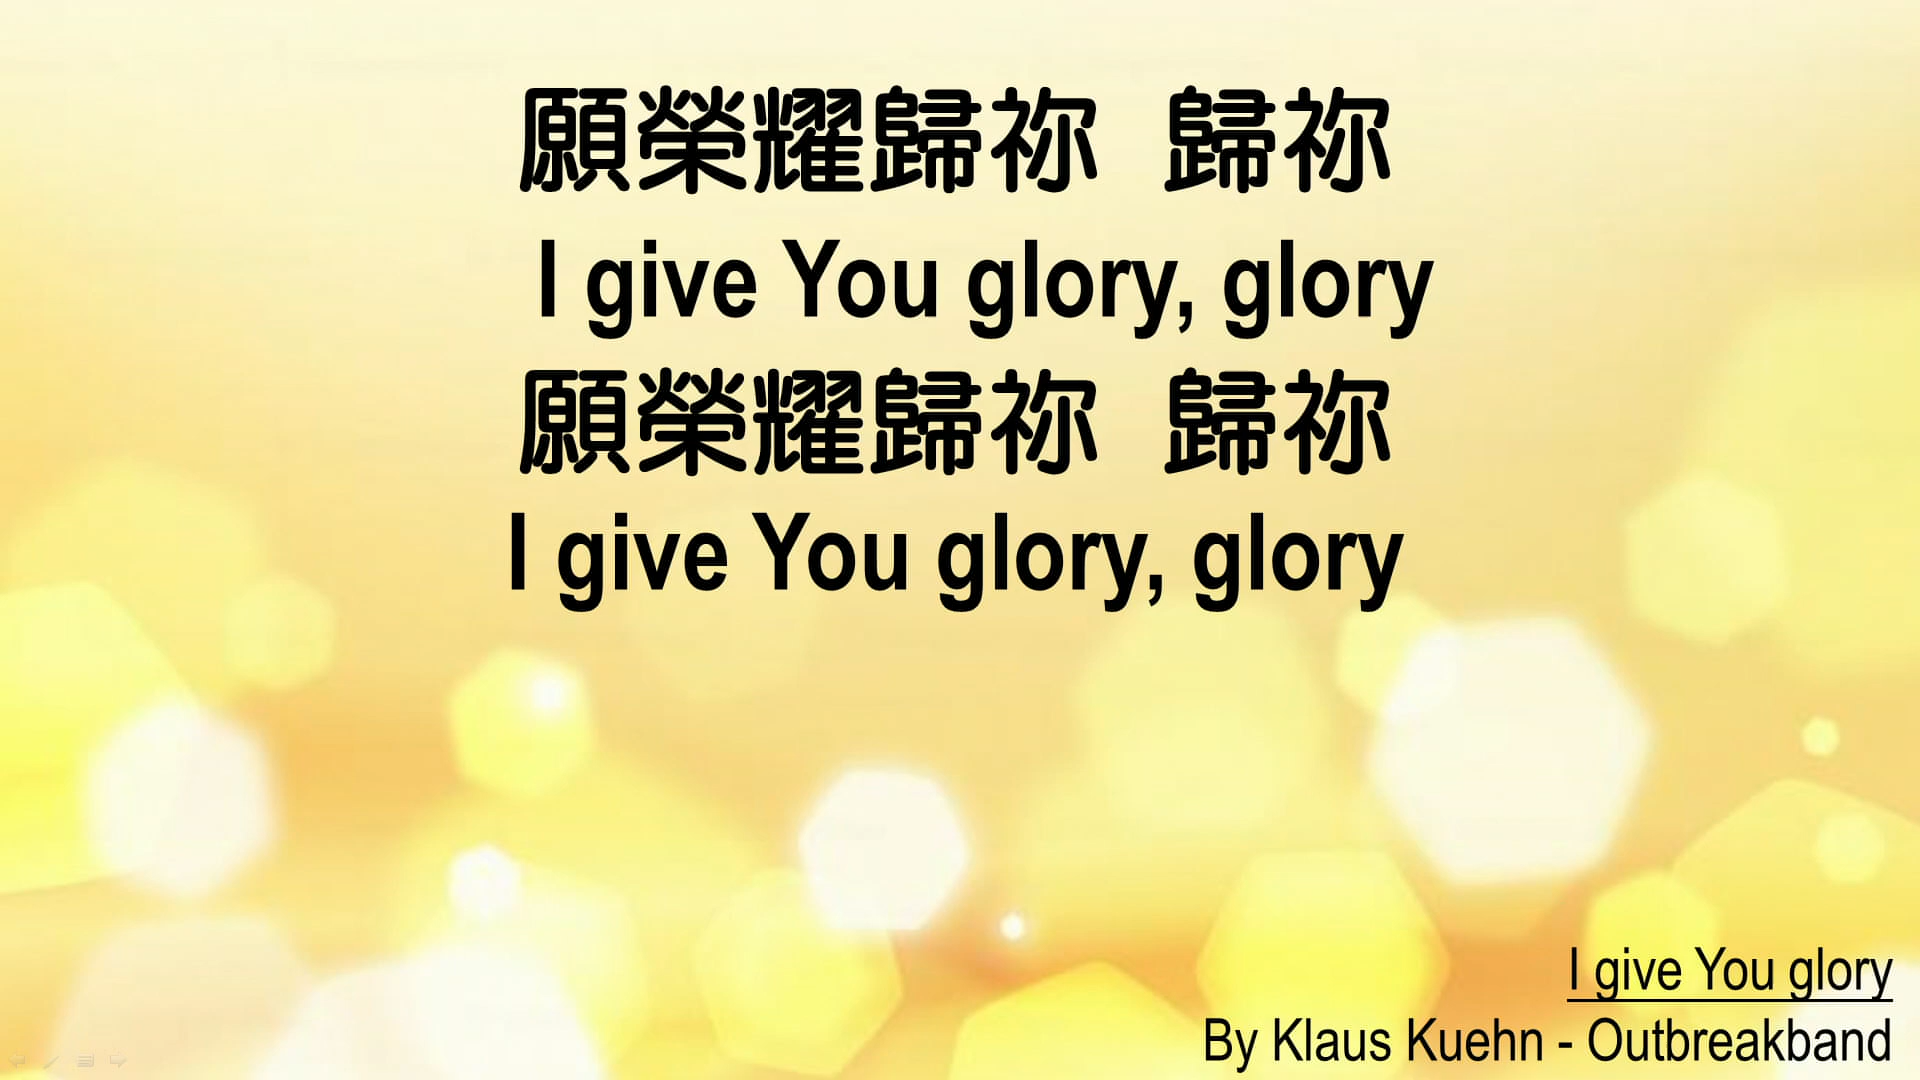 願榮耀歸祢 歸祢
I give You glory, glory
願榮耀歸祢 歸祢
I give You glory, glory
I give You glory
By Klaus Kuehn - Outbreakband